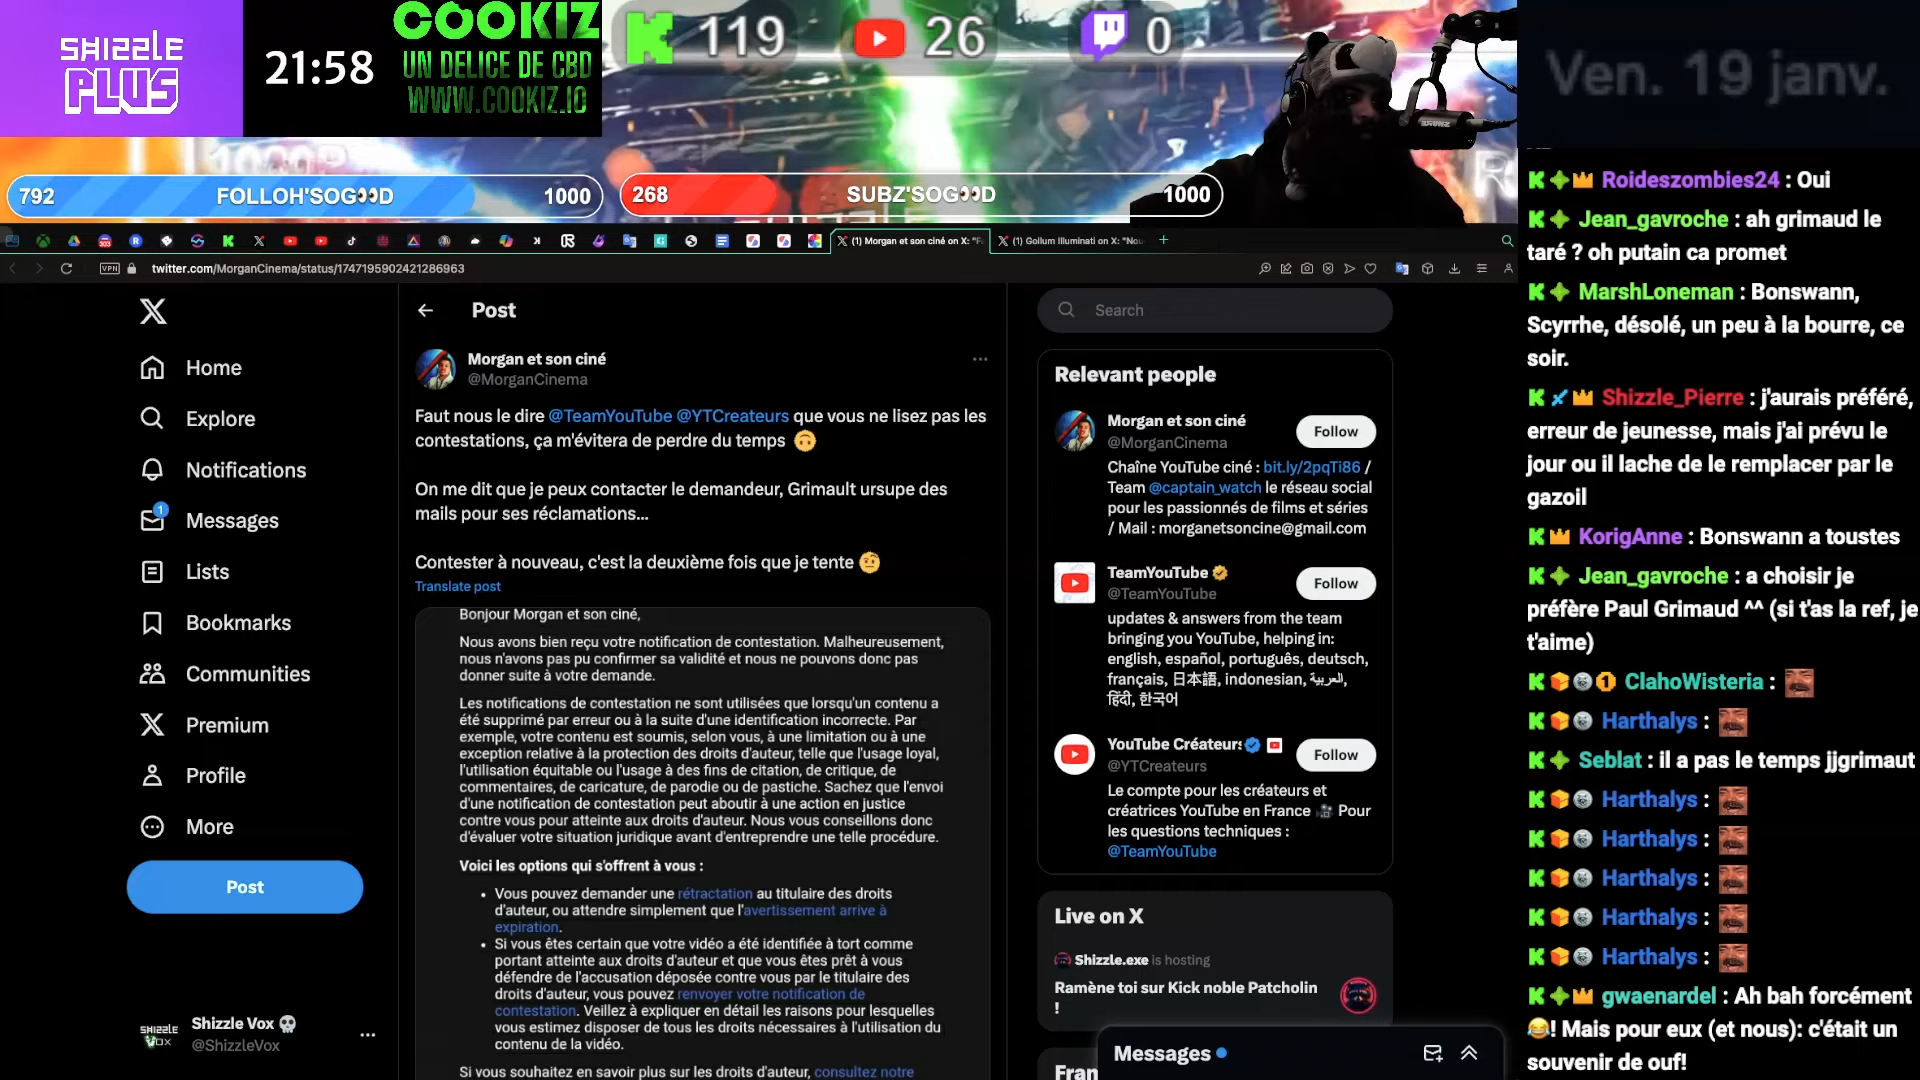 SHIZZLE
PLUS
21:58
COOKIZ
UN DELICE DE CBD
WWW.COOKIZ.IO
119
26
0
Ven. 19 janv.
792 FOLLOH'SOG👀D 1000
268 SUBZ'SOG👀D 1000
(1) Morgan et son ciné on X: "F
(1) Gollum Illuminati on X: "Nou
VPN
twitter.com/MorganCinema/status/1747195902421286963
Home
Explore
Notifications
1
Messages
Lists
Bookmarks
Communities
Premium
Profile
More
Post
Shizzle Vox 💀
@ShizzleVox
Post
Morgan et son ciné
@MorganCinema
Faut nous le dire @TeamYouTube @YTCreateurs que vous ne lisez pas les
contestations, ça m'évitera de perdre du temps 🙃
On me dit que je peux contacter le demandeur, Grimault ursupe des
mails pour ses réclamations...
Contester à nouveau, c'est la deuxième fois que je tente 🤨
Translate post
Bonjour Morgan et son ciné,
Nous avons bien reçu votre notification de contestation. Malheureusement,
nous n'avons pas pu confirmer sa validité et nous ne pouvons donc pas
donner suite à votre demande.
Les notifications de contestation ne sont utilisées que lorsqu'un contenu a
été supprimé par erreur ou à la suite d'une identification incorrecte. Par
exemple, votre contenu est soumis, selon vous, à une limitation ou à une
exception relative à la protection des droits d'auteur, telle que l'usage loyal,
l'utilisation équitable ou l'usage à des fins de citation, de critique, de
commentaires, de caricature, de parodie ou de pastiche. Sachez que l'envoi
d'une notification de contestation peut aboutir à une action en justice
contre vous pour atteinte aux droits d'auteur. Nous vous conseillons donc
d'évaluer votre situation juridique avant d'entreprendre une telle procédure.
Voici les options qui s'offrent à vous :
• Vous pouvez demander une rétractation au titulaire des droits
d'auteur, ou attendre simplement que l'avertissement arrive à
expiration.
• Si vous êtes certain que votre vidéo a été identifiée à tort comme
portant atteinte aux droits d'auteur et que vous êtes prêt à vous
défendre de l'accusation déposée contre vous par le titulaire des
droits d'auteur, vous pouvez renvoyer votre notification de
contestation. Veillez à expliquer en détail les raisons pour lesquelles
vous estimez disposer de tous les droits nécessaires à l'utilisation du
contenu de la vidéo.
Si vous souhaitez en savoir plus sur les droits d'auteur, consultez notre
Search
Relevant people
Morgan et son ciné
@MorganCinema
Follow
Chaîne YouTube ciné : bit.ly/2pqTi86 /
Team @captain_watch le réseau social
pour les passionnés de films et séries
/ Mail : morganetsoncine@gmail.com
TeamYouTube
@TeamYouTube
Follow
updates & answers from the team
bringing you YouTube, helping in:
english, español, português, deutsch,
français, 日本語, indonesian, العربية,
हिंदी, 한국어
YouTube Créateurs
@YTCreateurs
Follow
Le compte pour les créateurs et
créatrices YouTube en France 🎥 Pour
les questions techniques :
@TeamYouTube
Live on X
Shizzle.exe is hosting
Ramène toi sur Kick noble Patcholin
!
Messages
Fran
Roideszombies24 : Oui
Jean_gavroche : ah grimaud le
taré ? oh putain ca promet
MarshLoneman : Bonswann,
Scyrrhe, désolé, un peu à la bourre, ce
soir.
Shizzle_Pierre : j'aurais préféré,
erreur de jeunesse, mais j'ai prévu le
jour ou il lache de le remplacer par le
gazoil
KorigAnne : Bonswann a toustes
Jean_gavroche : a choisir je
préfère Paul Grimaud ^^ (si t'as la ref, je
t'aime)
ClahoWisteria :
Harthalys :
Seblat : il a pas le temps jjgrimaut
Harthalys :
Harthalys :
Harthalys :
Harthalys :
Harthalys :
gwaenardel : Ah bah forcément
😂! Mais pour eux (et nous): c'était un
souvenir de ouf!